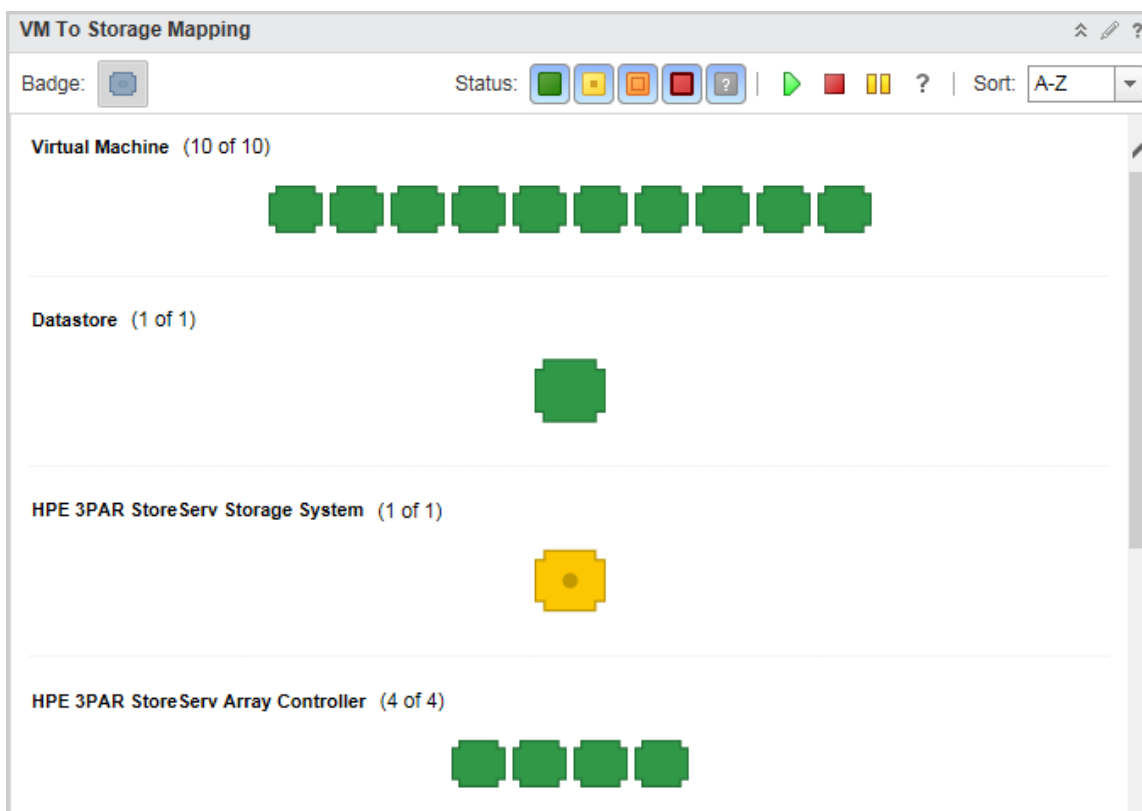 VM To Storage Mapping ?
Badge: Status: ? ? Sort: A-Z
Virtual Machine (10 of 10)
Datastore (1 of 1)
HPE 3PAR StoreServ Storage System (1 of 1)
HPE 3PAR StoreServ Array Controller (4 of 4)